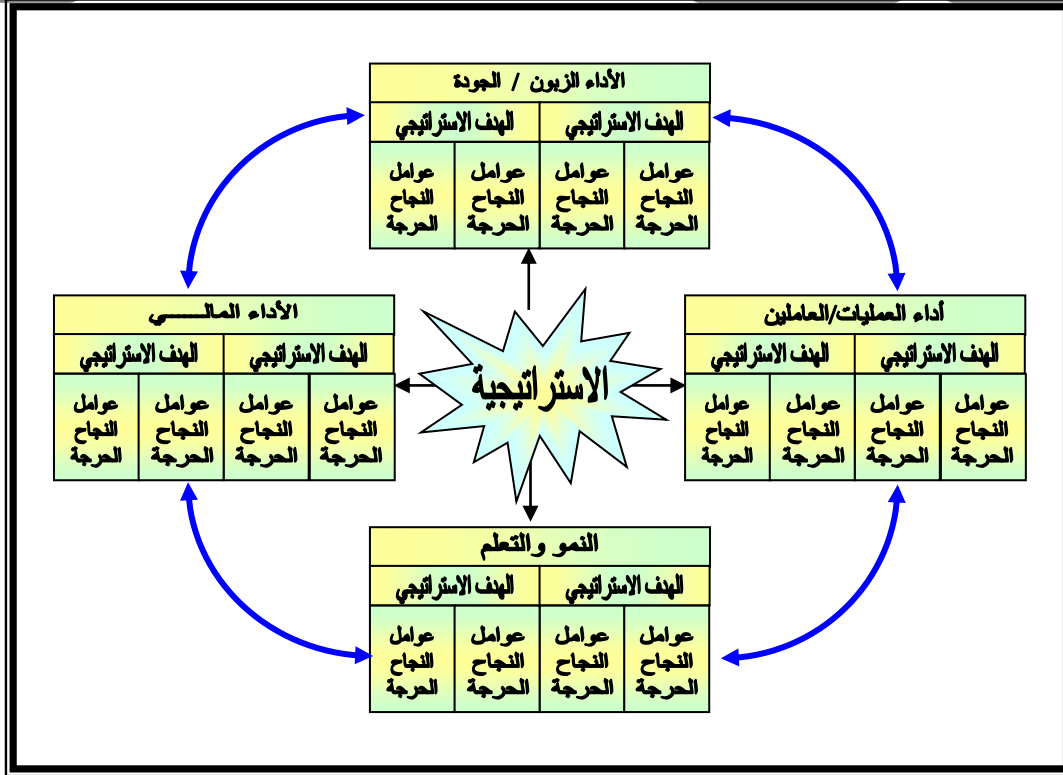 الأداء الزبون / الجودة
الهدف الاستراتيجي
الهدف الاستراتيجي
عوامل
النجاح
الحرجة
عوامل
النجاح
الحرجة
عوامل
النجاح
الحرجة
عوامل
النجاح
الحرجة
أداء العمليات/العاملين
الهدف الاستراتيجي
الهدف الاستراتيجي
عوامل
النجاح
الحرجة
عوامل
النجاح
الحرجة
عوامل
النجاح
الحرجة
عوامل
النجاح
الحرجة
الاستراتيجية
الأداء المالـــــــي
الهدف الاستراتيجي
الهدف الاستراتيجي
عوامل
النجاح
الحرجة
عوامل
النجاح
الحرجة
عوامل
النجاح
الحرجة
عوامل
النجاح
الحرجة
النمو والتعلم
الهدف الاستراتيجي
الهدف الاستراتيجي
عوامل
النجاح
الحرجة
عوامل
النجاح
الحرجة
عوامل
النجاح
الحرجة
عوامل
النجاح
الحرجة